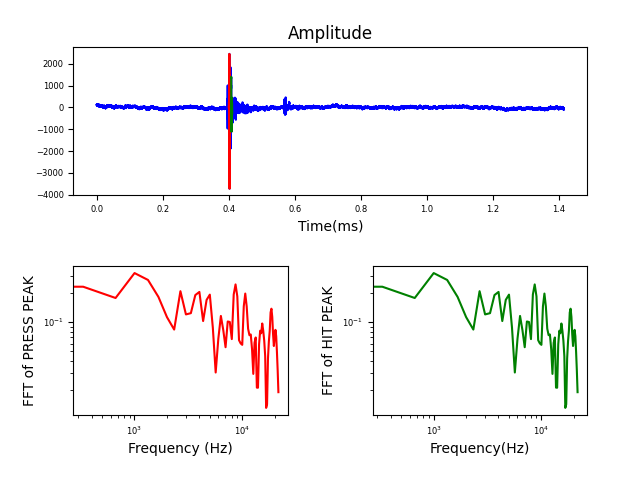 Amplitude
2000
1000
0
−1000
−2000
−3000
−4000
0.0 0.2 0.4 0.6 0.8 1.0 1.2 1.4
Time(ms)
FFT of PRESS PEAK
10⁻¹
10³ 10⁴
Frequency (Hz)
FFT of HIT PEAK
10⁻¹
10³ 10⁴
Frequency(Hz)